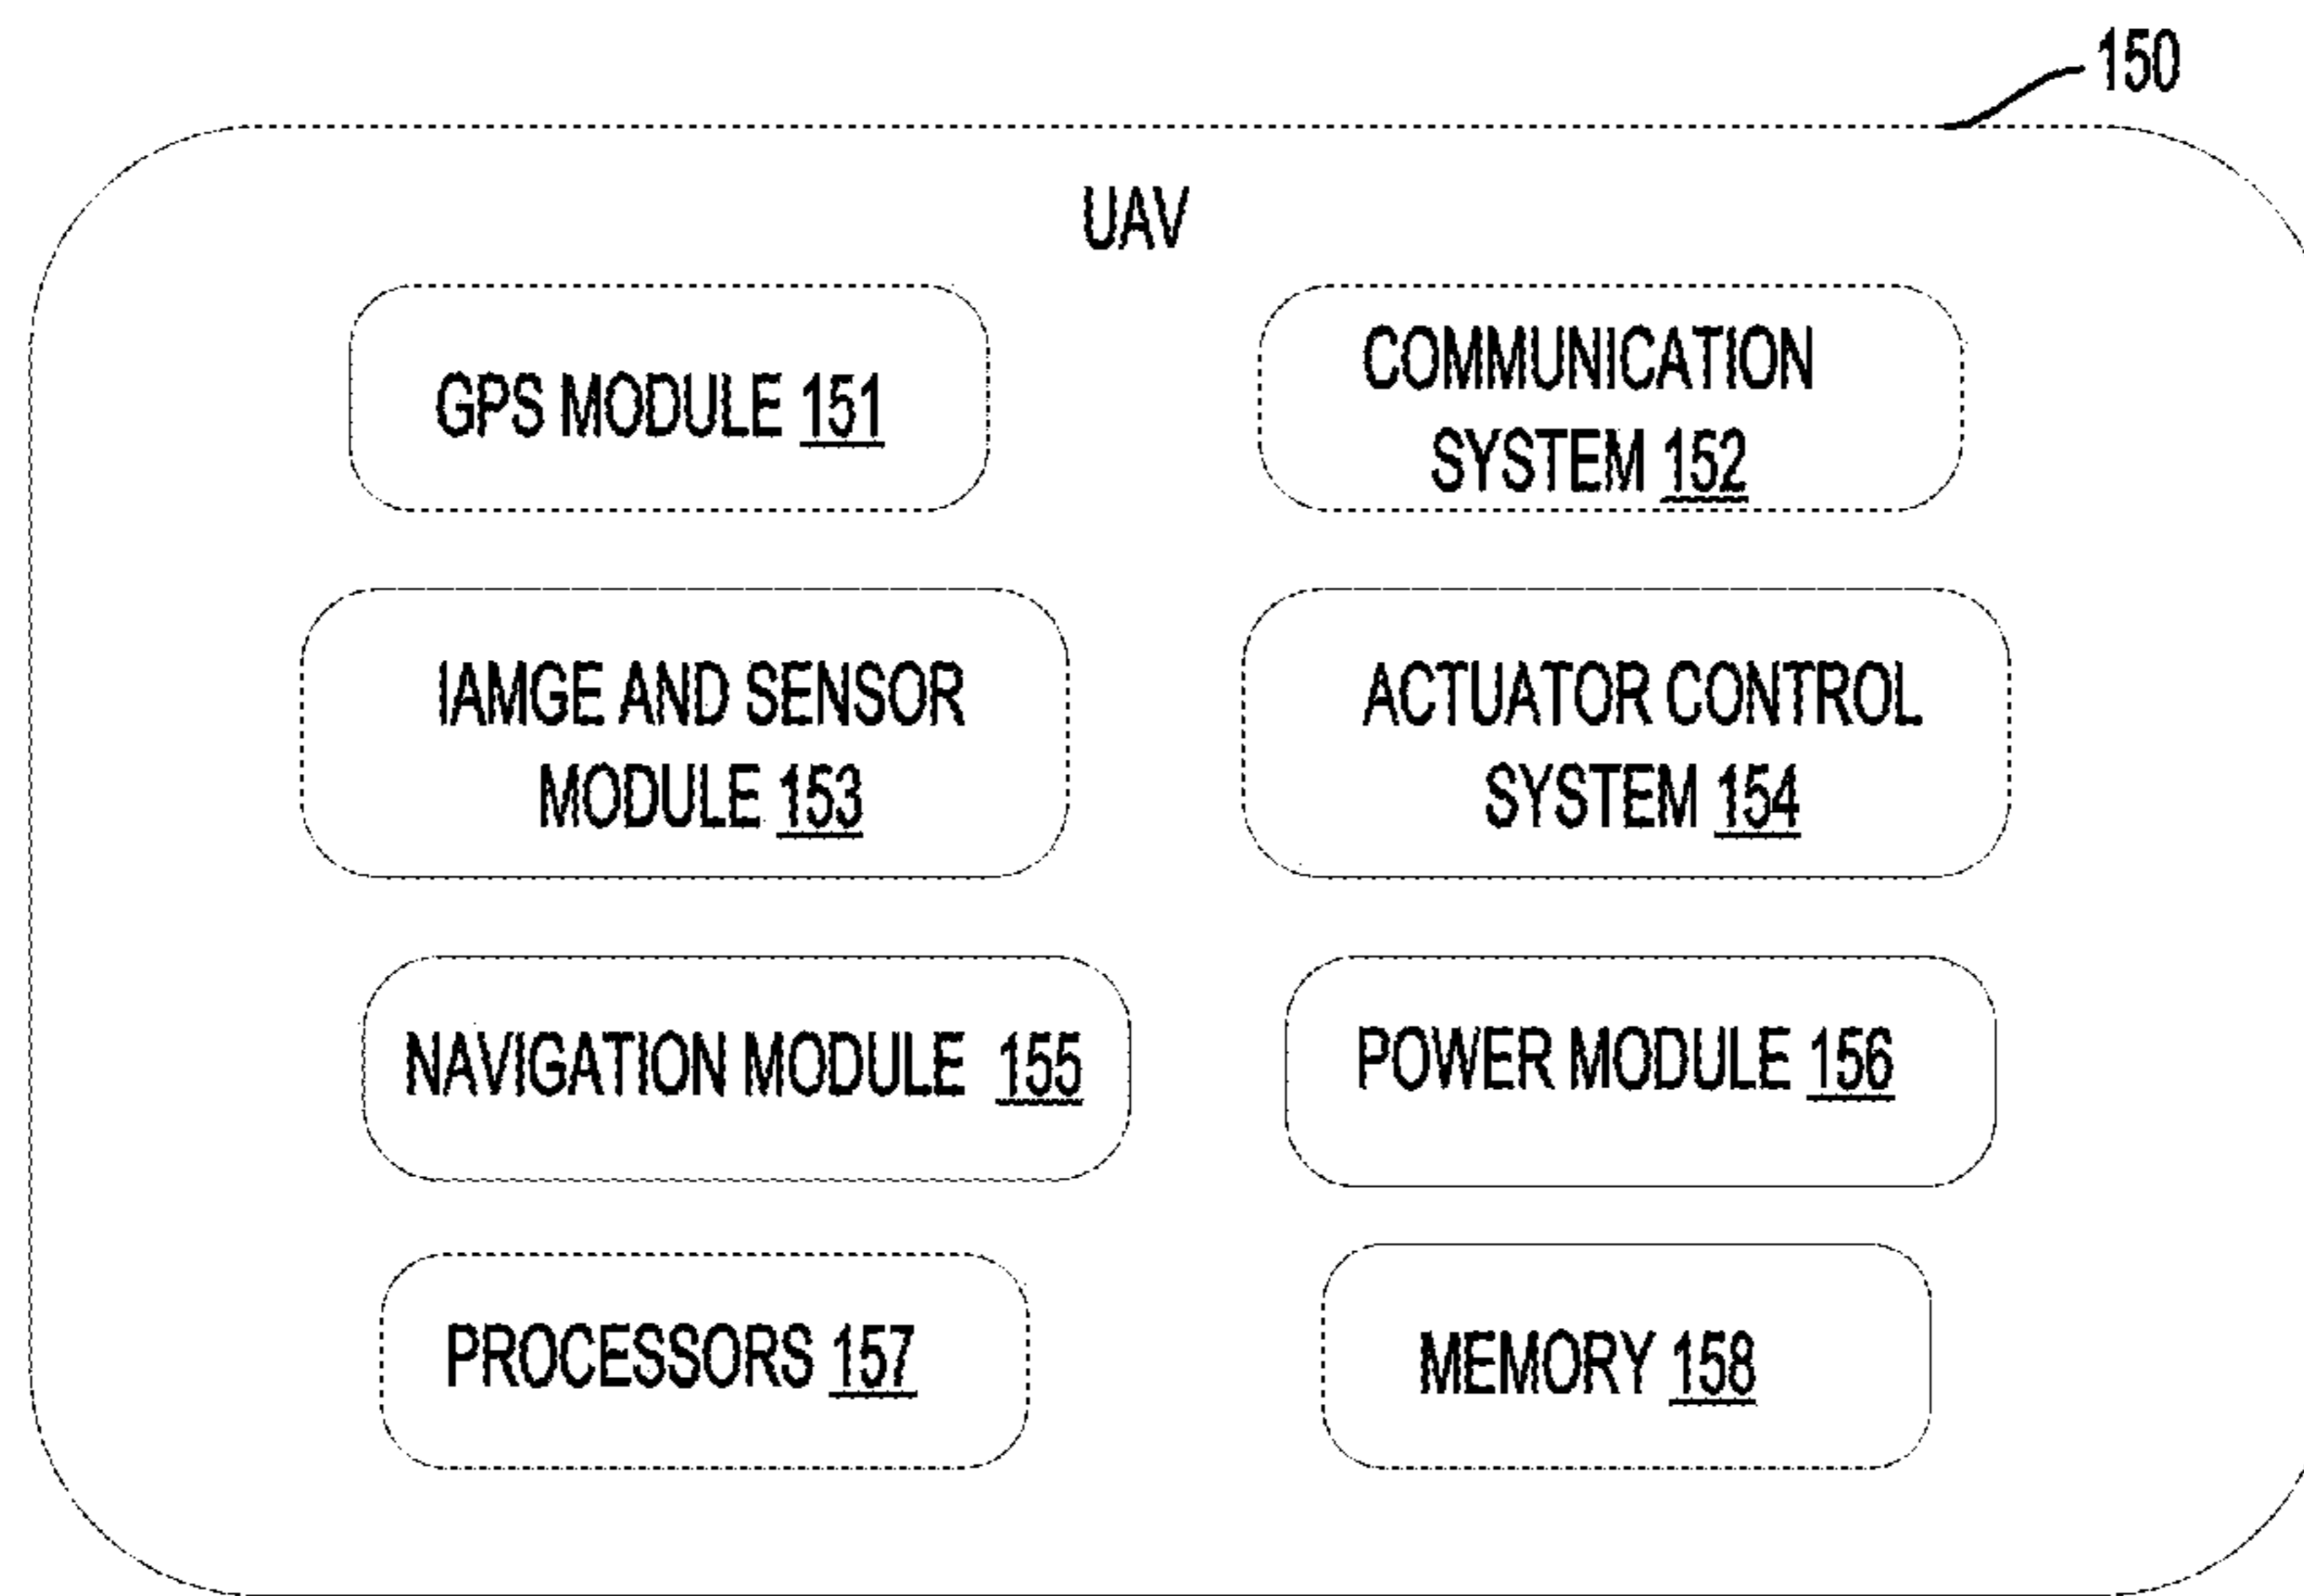 150
UAV
GPS MODULE 151
COMMUNICATION
SYSTEM 152
IAMGE AND SENSOR
MODULE 153
ACTUATOR CONTROL
SYSTEM 154
NAVIGATION MODULE 155
POWER MODULE 156
PROCESSORS 157
MEMORY 158